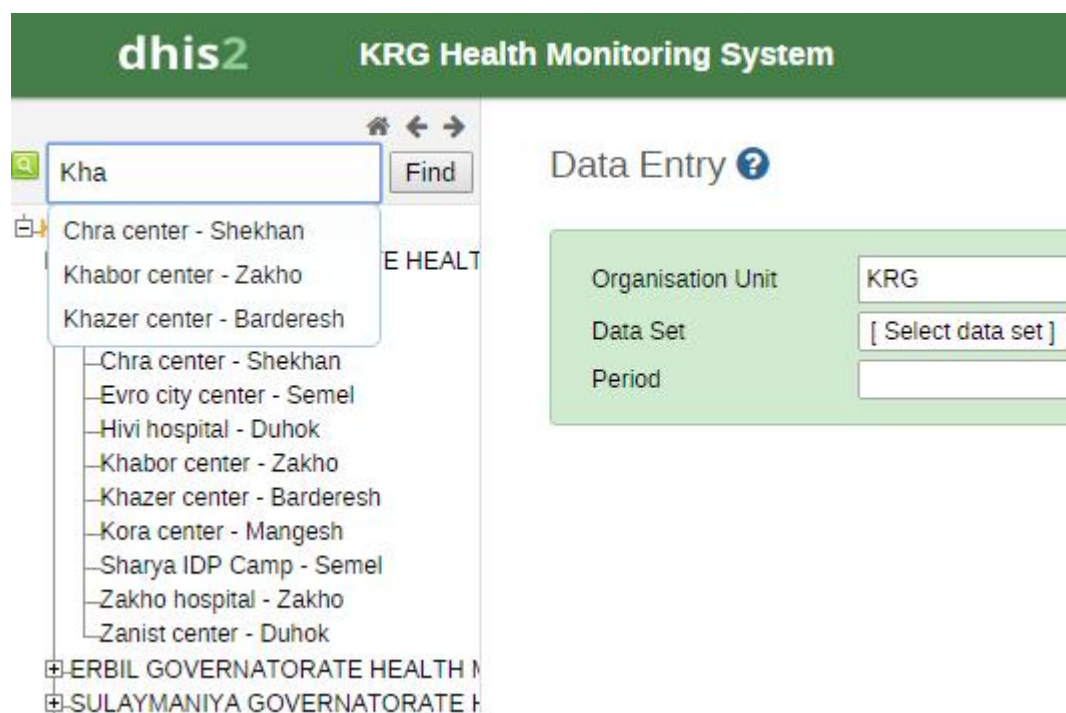 dhis2 KRG Health Monitoring System
Kha Find
Data Entry ?
Chra center - Shekhan
Khabor center - Zakho
Khazer center - Barderesh
E HEALT
Organisation Unit KRG
Data Set [ Select data set ]
Period
Chra center - Shekhan
Evro city center - Semel
Hivi hospital - Duhok
Khabor center - Zakho
Khazer center - Barderesh
Kora center - Mangesh
Sharya IDP Camp - Semel
Zakho hospital - Zakho
Zanist center - Duhok
ERBIL GOVERNATORATE HEALTH
SULAYMANIYA GOVERNATORATE